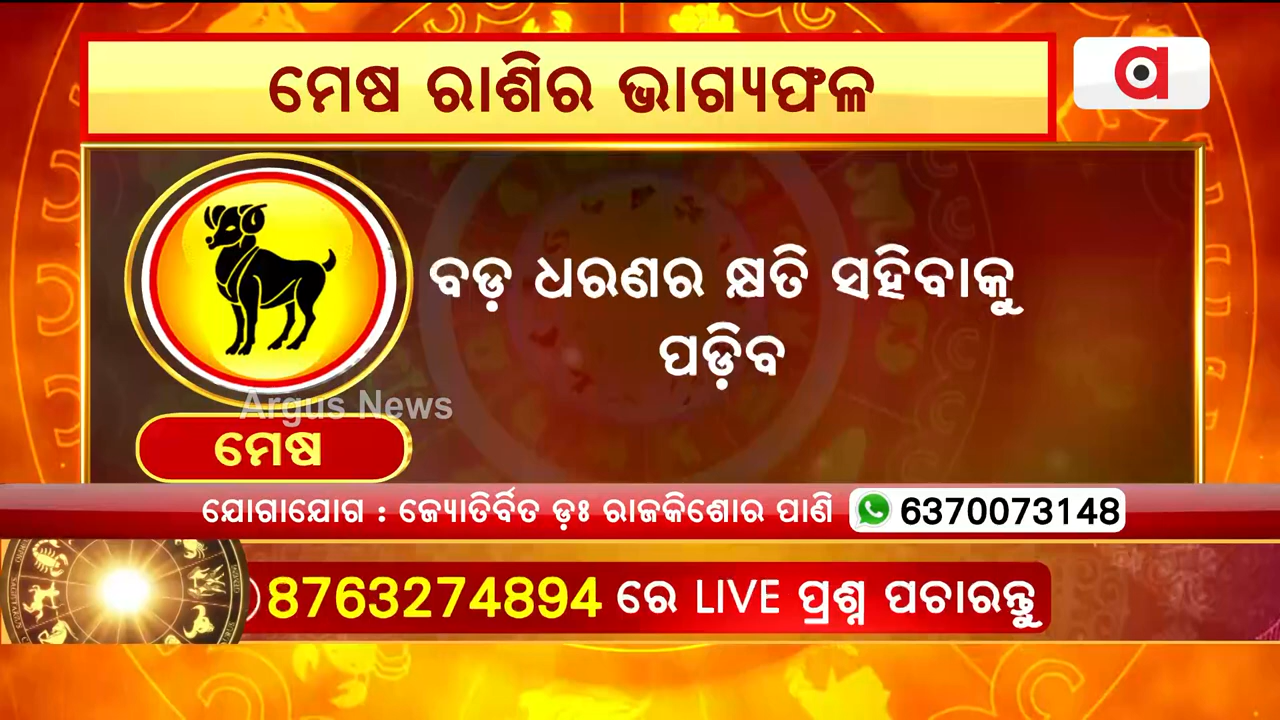 ମେଷ ରାଶିର ଭାଗ୍ୟଫଳ
ବଡ଼ ଧରଣର କ୍ଷତି ସହିବାକୁ
ପଡ଼ିବ
Argus News
ମେଷ
ଯୋଗାଯୋଗ : ଜ୍ୟୋତିର୍ବିତ ଡ଼ଃ ରାଜକିଶୋର ପାଣି 6370073148
8763274894 ରେ LIVE ପ୍ରଶ୍ନ ପଚାରନ୍ତୁ